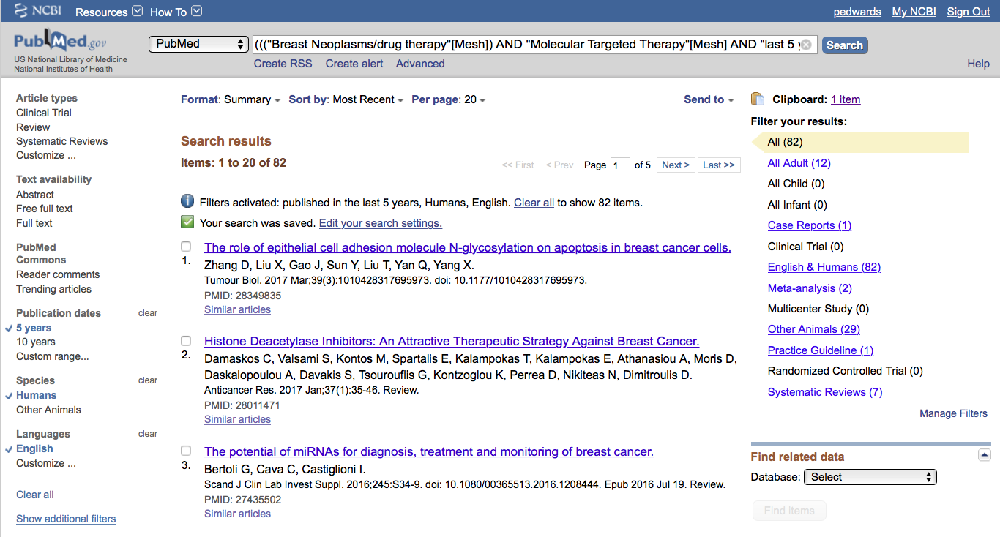 NCBI Resources How To pedwards My NCBI Sign Out
PubMed.gov
US National Library of Medicine
National Institutes of Health
PubMed
((("Breast Neoplasms/drug therapy"[Mesh]) AND "Molecular Targeted Therapy"[Mesh] AND "last 5 y
Search
Create RSS Create alert Advanced
Help
Article types
Clinical Trial
Review
Systematic Reviews
Customize ...
Text availability
Abstract
Free full text
Full text
PubMed
Commons
Reader comments
Trending articles
Publication dates clear
5 years
10 years
Custom range...
Species clear
Humans
Other Animals
Languages clear
English
Customize ...
Clear all
Show additional filters
Format: Summary Sort by: Most Recent Per page: 20 Send to
Search results
Items: 1 to 20 of 82
<< First < Prev Page 1 of 5 Next > Last >>
Filters activated: published in the last 5 years, Humans, English. Clear all to show 82 items.
Your search was saved. Edit your search settings.
The role of epithelial cell adhesion molecule N-glycosylation on apoptosis in breast cancer cells.
1. Zhang D, Liu X, Gao J, Sun Y, Liu T, Yan Q, Yang X.
Tumour Biol. 2017 Mar;39(3):1010428317695973. doi: 10.1177/1010428317695973.
PMID: 28349835
Similar articles
Histone Deacetylase Inhibitors: An Attractive Therapeutic Strategy Against Breast Cancer.
2. Damaskos C, Valsami S, Kontos M, Spartalis E, Kalampokas T, Kalampokas E, Athanasiou A, Moris D,
Daskalopoulou A, Davakis S, Tsourouflis G, Kontzoglou K, Perrea D, Nikiteas N, Dimitroulis D.
Anticancer Res. 2017 Jan;37(1):35-46. Review.
PMID: 28011471
Similar articles
The potential of miRNAs for diagnosis, treatment and monitoring of breast cancer.
3. Bertoli G, Cava C, Castiglioni I.
Scand J Clin Lab Invest Suppl. 2016;245:S34-9. doi: 10.1080/00365513.2016.1208444. Epub 2016 Jul 19. Review.
PMID: 27435502
Similar articles
Clipboard: 1 item
Filter your results:
All (82)
All Adult (12)
All Child (0)
All Infant (0)
Case Reports (1)
Clinical Trial (0)
English & Humans (82)
Meta-analysis (2)
Multicenter Study (0)
Other Animals (29)
Practice Guideline (1)
Randomized Controlled Trial (0)
Systematic Reviews (7)
Manage Filters
Find related data
Database: Select
Find items